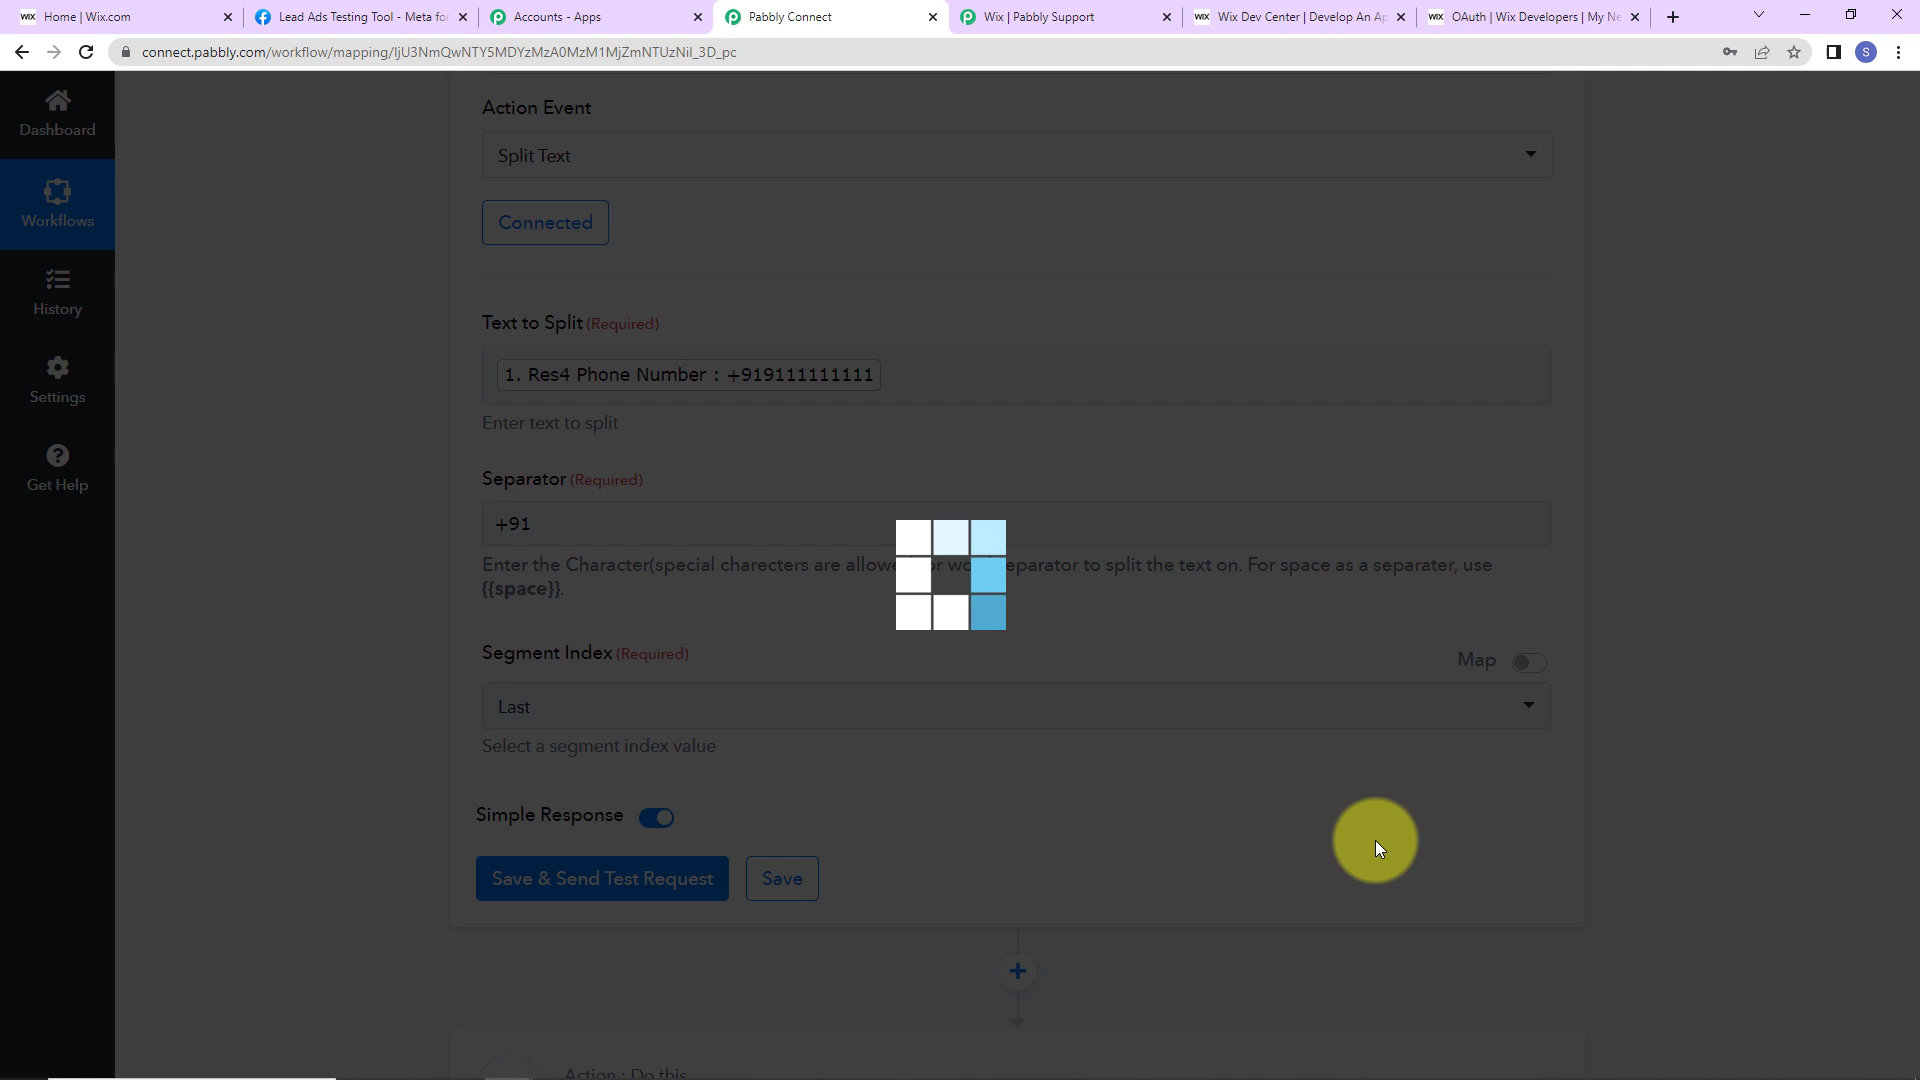 Home | Wix.com
Lead Ads Testing Tool - Meta for
Accounts - Apps
Pabbly Connect
Wix | Pabbly Support
Wix Dev Center | Develop An Ap
OAuth | Wix Developers | My Ne
connect.pabbly.com/workflow/mapping/IjU3NmQwNTY5MDYzMzA0MzM1MjZmNTUzNiI_3D_pc
S
Dashboard
Workflows
History
Settings
Get Help
Action Event
Split Text
Connected
Text to Split (Required)
1. Res4 Phone Number : +919111111111
Enter text to split
Separator (Required)
+91
Enter the Character(special charecters are allowe or wo eparator to split the text on. For space as a separater, use
{{space}}.
Segment Index (Required)
Map
Last
Select a segment index value
Simple Response
Save & Send Test Request
Save
Action : Do this